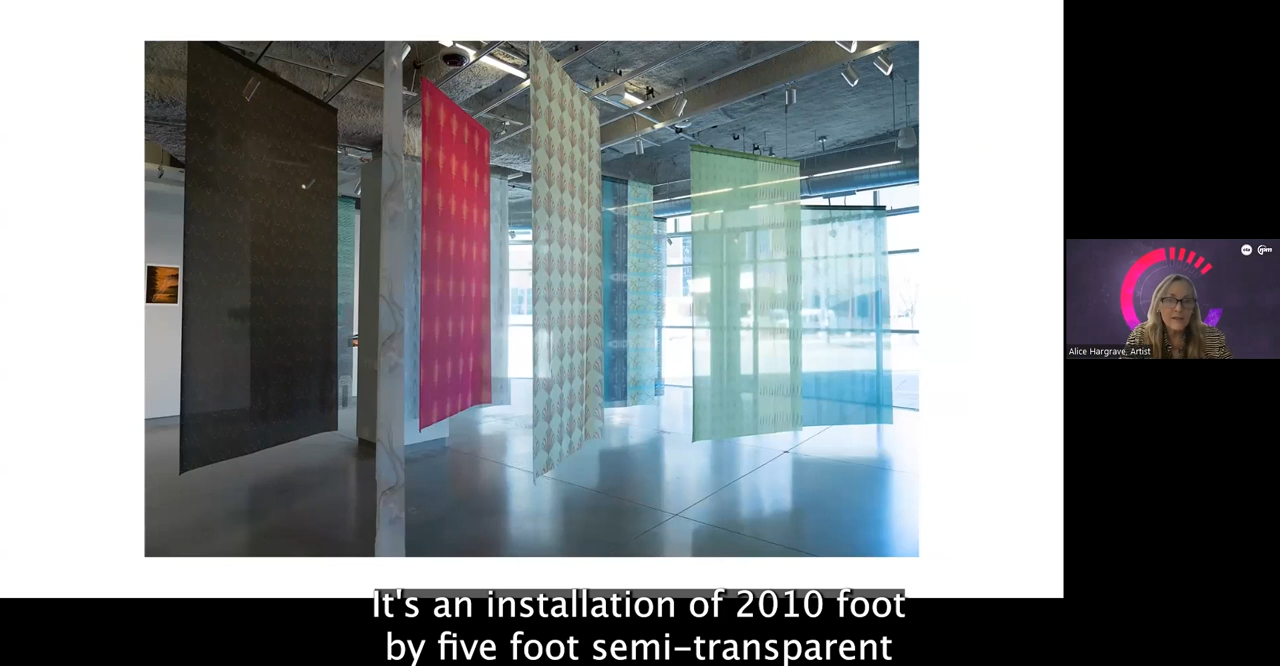 Alice Hargrave, Artist
It's an installation of 2010 foot
by five foot semi-transparent